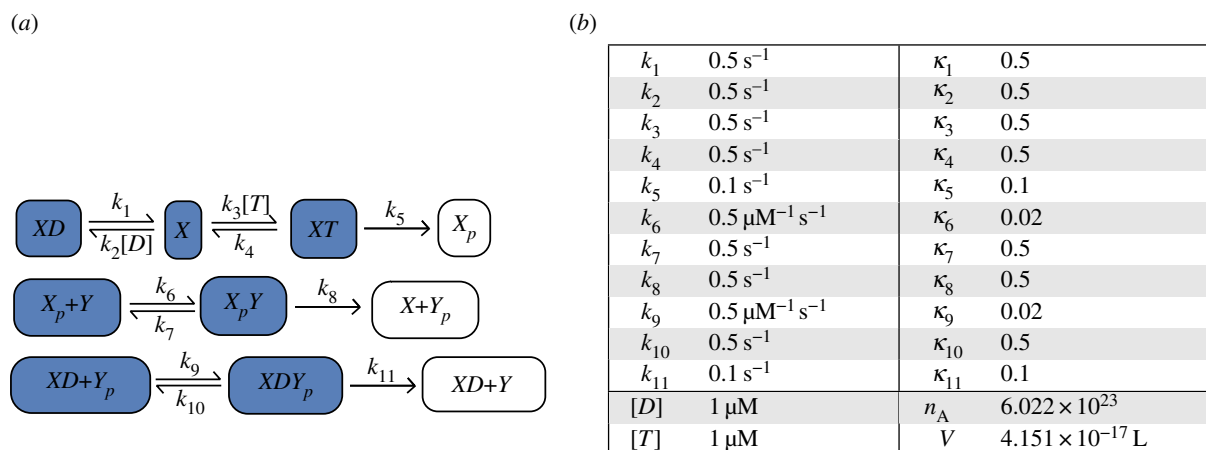 (a)
XD k₁ k₂[D] X k₃[T] k₄ XT k₅ Xₚ
Xₚ+Y k₆ k₇ XₚY k₈ X+Yₚ
XD+Yₚ k₉ k₁₀ XDYₚ k₁₁ XD+Y
(b)
k₁ 0.5 s⁻¹ κ₁ 0.5
k₂ 0.5 s⁻¹ κ₂ 0.5
k₃ 0.5 s⁻¹ κ₃ 0.5
k₄ 0.5 s⁻¹ κ₄ 0.5
k₅ 0.1 s⁻¹ κ₅ 0.1
k₆ 0.5 µM⁻¹ s⁻¹ κ₆ 0.02
k₇ 0.5 s⁻¹ κ₇ 0.5
k₈ 0.5 s⁻¹ κ₈ 0.5
k₉ 0.5 µM⁻¹ s⁻¹ κ₉ 0.02
k₁₀ 0.5 s⁻¹ κ₁₀ 0.5
k₁₁ 0.1 s⁻¹ κ₁₁ 0.1
[D] 1 µM n_A 6.022 × 10²³
[T] 1 µM V 4.151 × 10⁻¹⁷ L